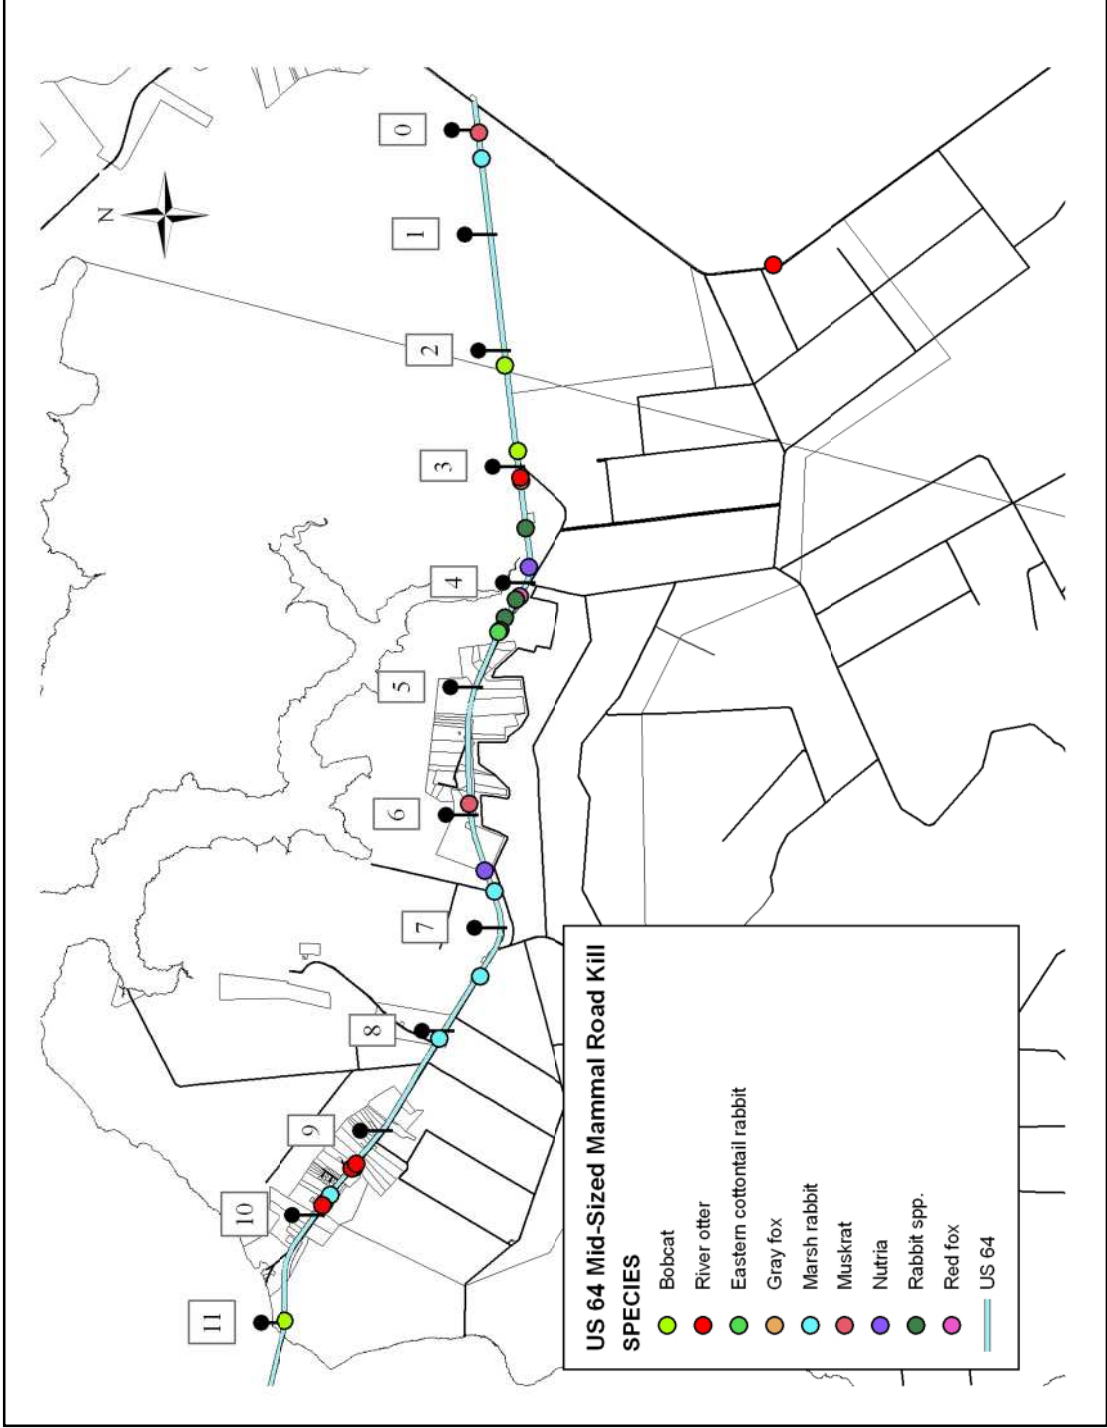 N
0
1
2
3
4
5
6
7
8
9
10
11
US 64 Mid-Sized Mammal Road Kill
SPECIES
Bobcat
River otter
Eastern cottontail rabbit
Gray fox
Marsh rabbit
Muskrat
Nutria
Rabbit spp.
Red fox
US 64